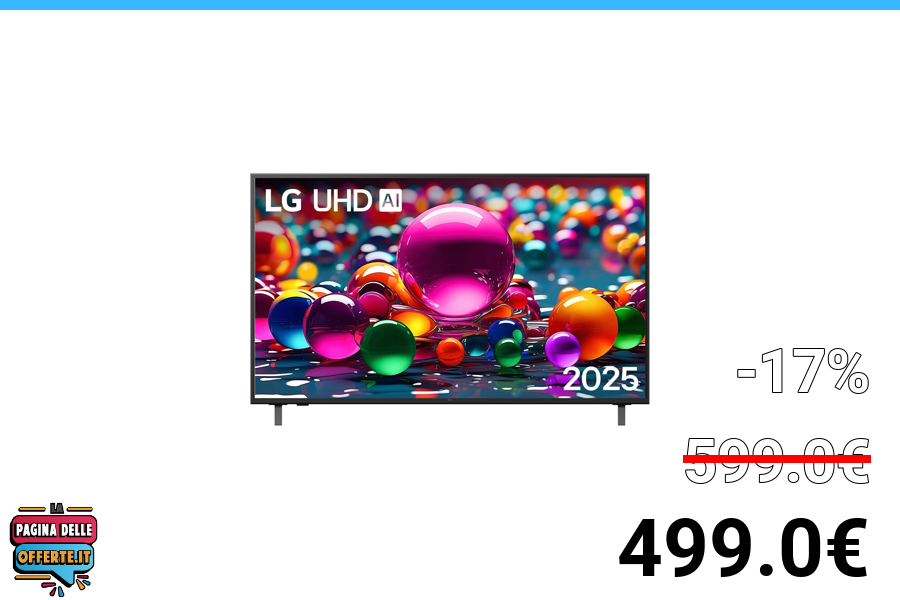 LG UHD AI
2025
-17%
599.0€
499.0€
LA
PAGINA DELLE
OFFERTE.IT